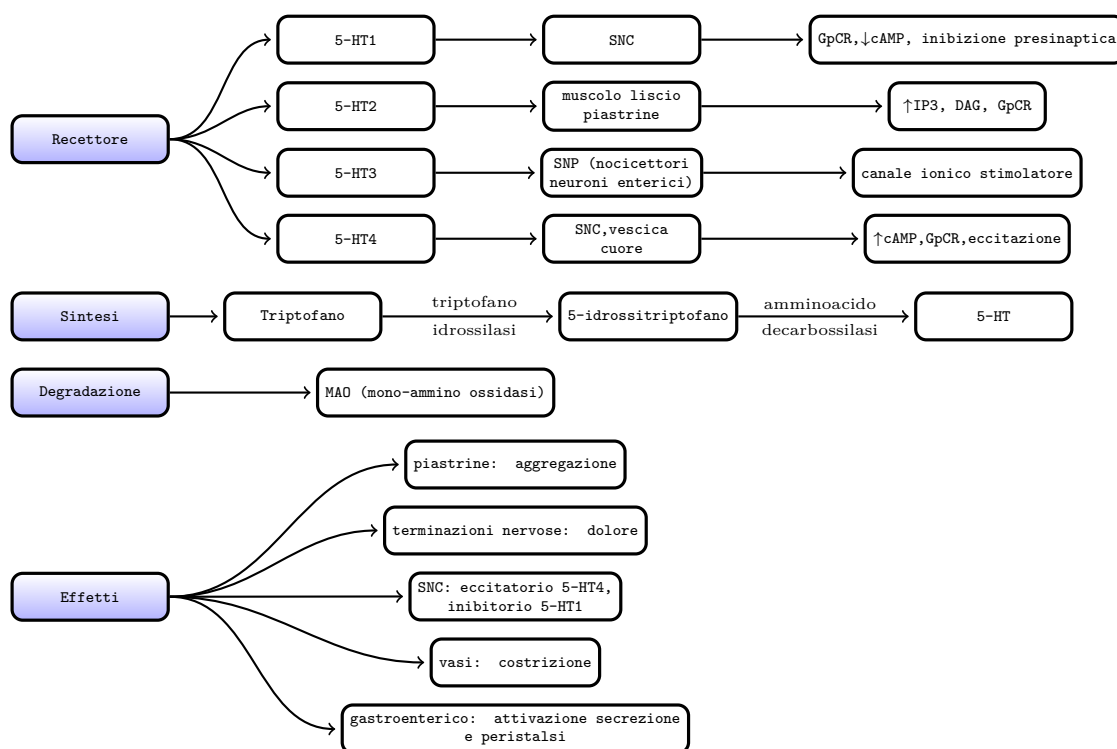 5-HT1
SNC
GpCR,↓cAMP, inibizione presinaptica
5-HT2
muscolo liscio
piastrine
↑IP3, DAG, GpCR
Recettore
5-HT3
SNP (nocicettori
neuroni enterici)
canale ionico stimolatore
5-HT4
SNC,vescica
cuore
↑cAMP,GpCR,eccitazione
Sintesi
Triptofano
triptofano
idrossilasi
5-idrossitriptofano
amminoacido
decarbossilasi
5-HT
Degradazione
MAO (mono-ammino ossidasi)
piastrine: aggregazione
terminazioni nervose: dolore
Effetti
SNC: eccitatorio 5-HT4,
inibitorio 5-HT1
vasi: costrizione
gastroenterico: attivazione secrezione
e peristalsi